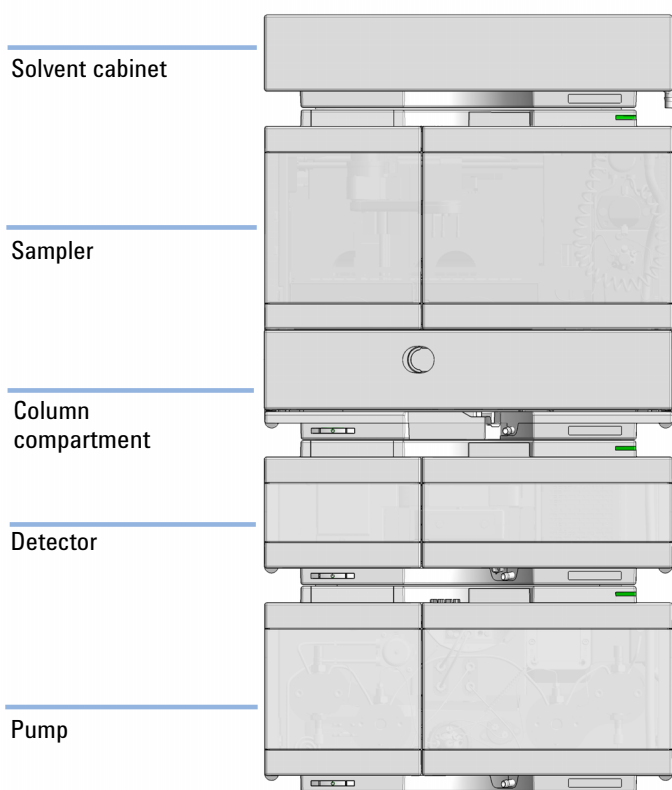 Solvent cabinet
Sampler
Column
compartment
Detector
Pump